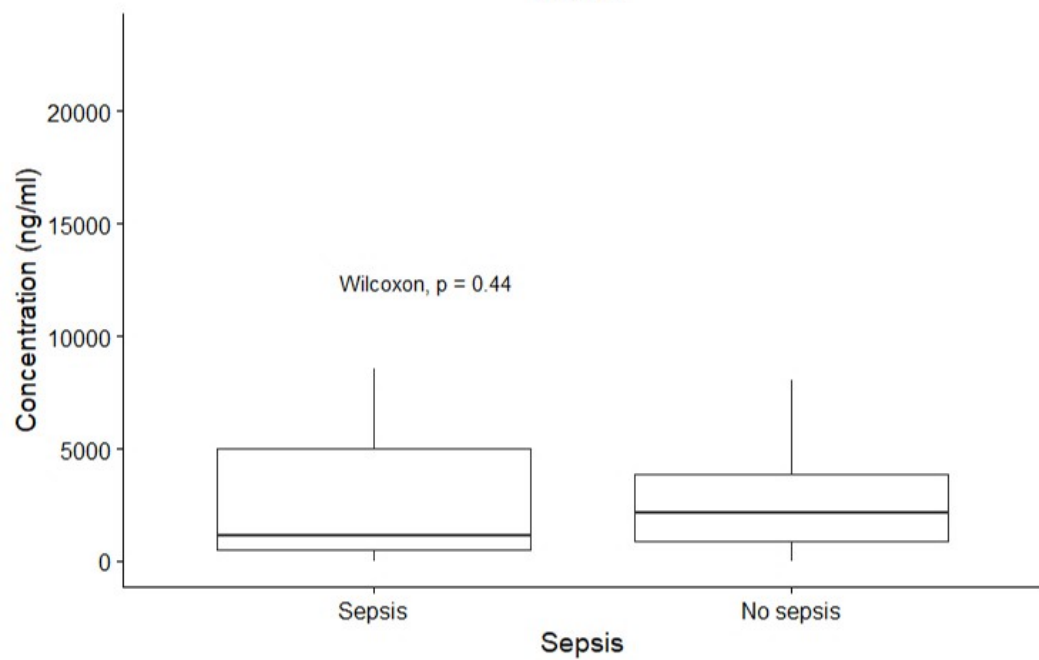 20000
15000
10000
5000
0
Concentration (ng/ml)
Wilcoxon, p = 0.44
Sepsis
No sepsis
Sepsis